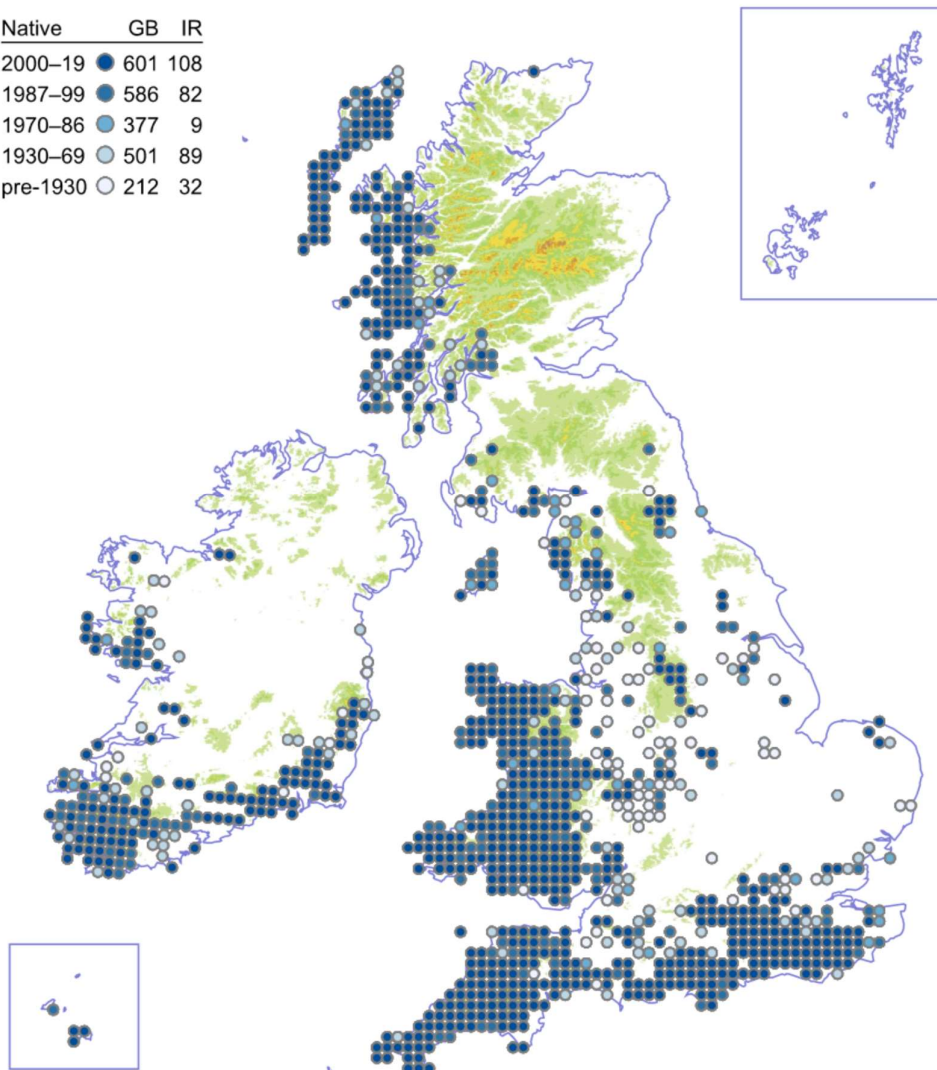 Native GB IR
2000–19 601 108
1987–99 586 82
1970–86 377 9
1930–69 501 89
pre-1930 212 32